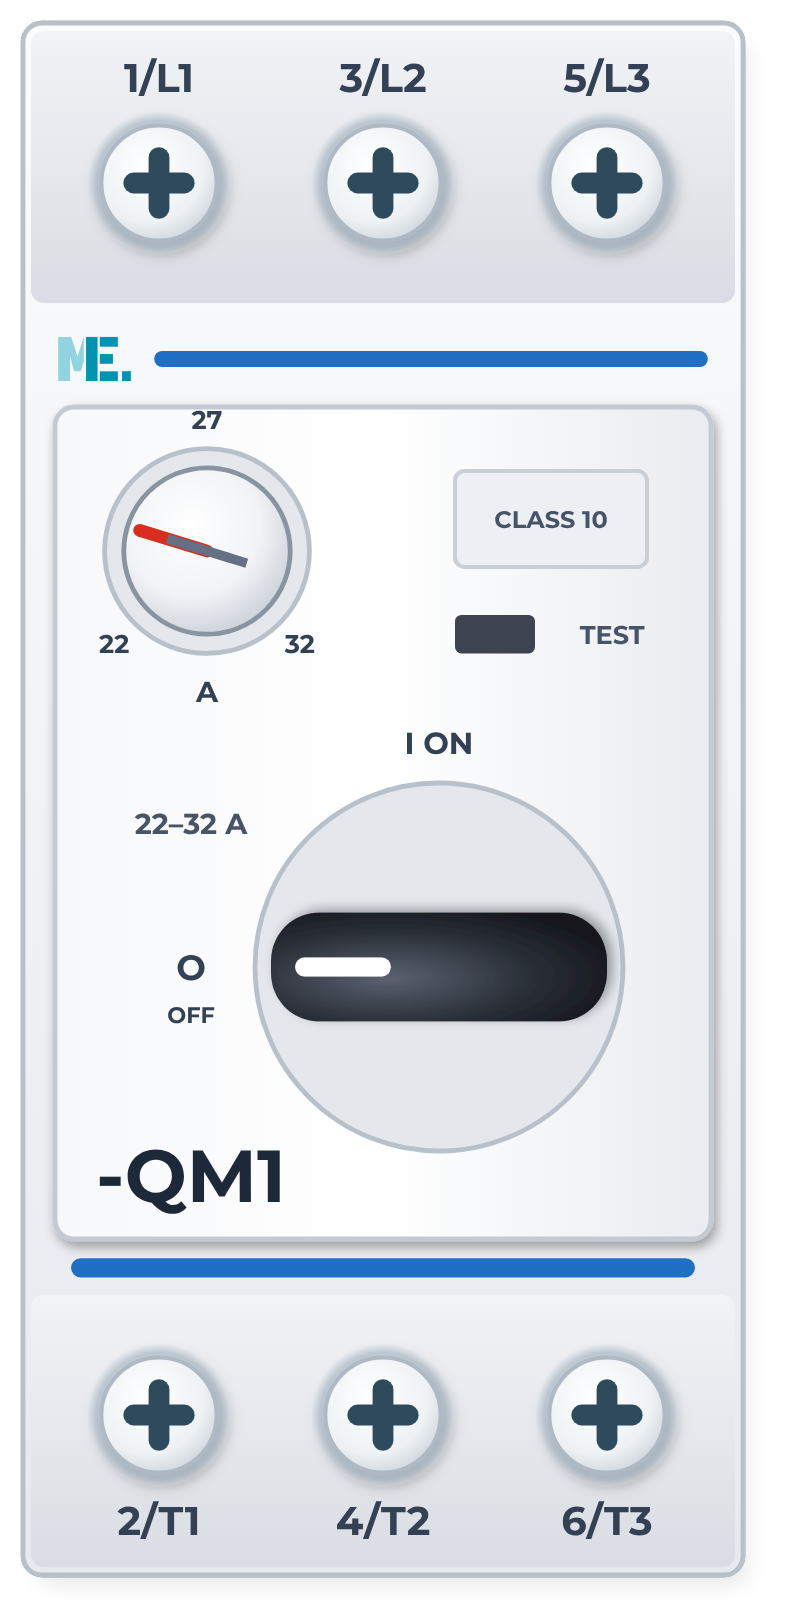 1/L1 3/L2 5/L3
ME.
27
22 32
A
CLASS 10
TEST
I ON
22–32 A
O
OFF
-QM1
2/T1 4/T2 6/T3